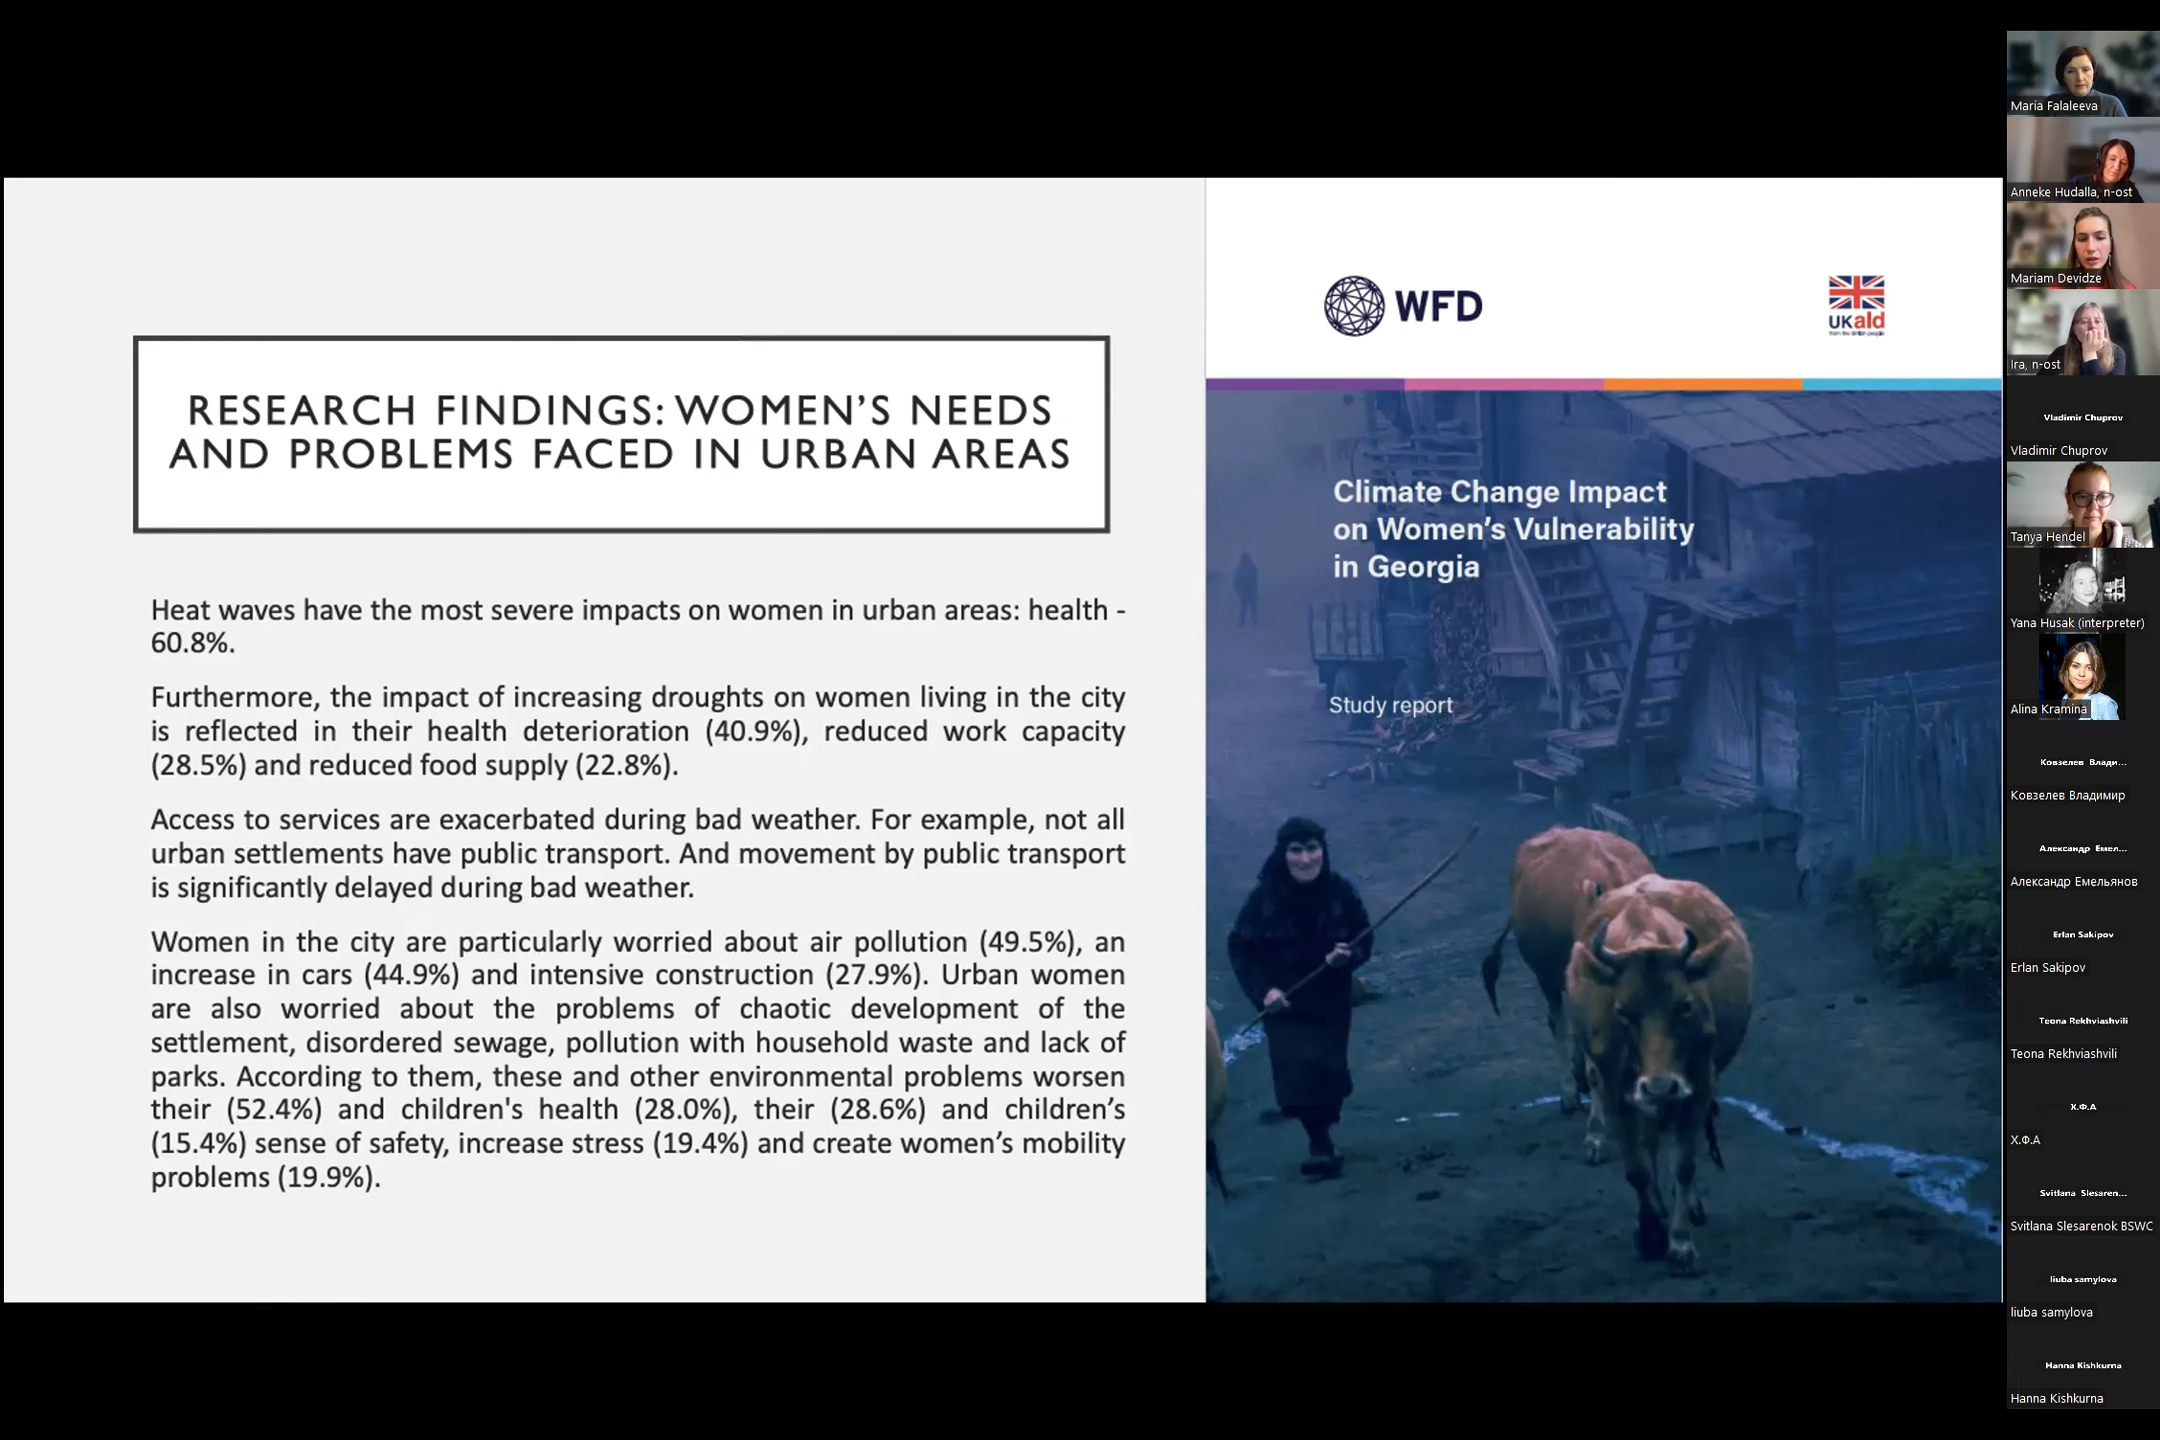 RESEARCH FINDINGS: WOMEN’S NEEDS
AND PROBLEMS FACED IN URBAN AREAS
Heat waves have the most severe impacts on women in urban areas: health -
60.8%.
Furthermore, the impact of increasing droughts on women living in the city
is reflected in their health deterioration (40.9%), reduced work capacity
(28.5%) and reduced food supply (22.8%).
Access to services are exacerbated during bad weather. For example, not all
urban settlements have public transport. And movement by public transport
is significantly delayed during bad weather.
Women in the city are particularly worried about air pollution (49.5%), an
increase in cars (44.9%) and intensive construction (27.9%). Urban women
are also worried about the problems of chaotic development of the
settlement, disordered sewage, pollution with household waste and lack of
parks. According to them, these and other environmental problems worsen
their (52.4%) and children's health (28.0%), their (28.6%) and children’s
(15.4%) sense of safety, increase stress (19.4%) and create women’s mobility
problems (19.9%).
WFD
UKaid
from the British people
Climate Change Impact
on Women’s Vulnerability
in Georgia
Study report
Maria Falaleeva
Anneke Hudalla, n-ost
Mariam Devidze
Ira, n-ost
Vladimir Chuprov
Vladimir Chuprov
Tanya Hendel
Yana Husak (interpreter)
Alina Kramina
Ковзелев Влади...
Ковзелев Владимир
Александр Емел...
Александр Емельянов
Erlan Sakipov
Erlan Sakipov
Teona Rekhviashvili
Teona Rekhviashvili
Х.Ф.А
Х.Ф.А
Svitlana Slesaren...
Svitlana Slesarenok BSWC
liuba samylova
liuba samylova
Hanna Kishkurna
Hanna Kishkurna